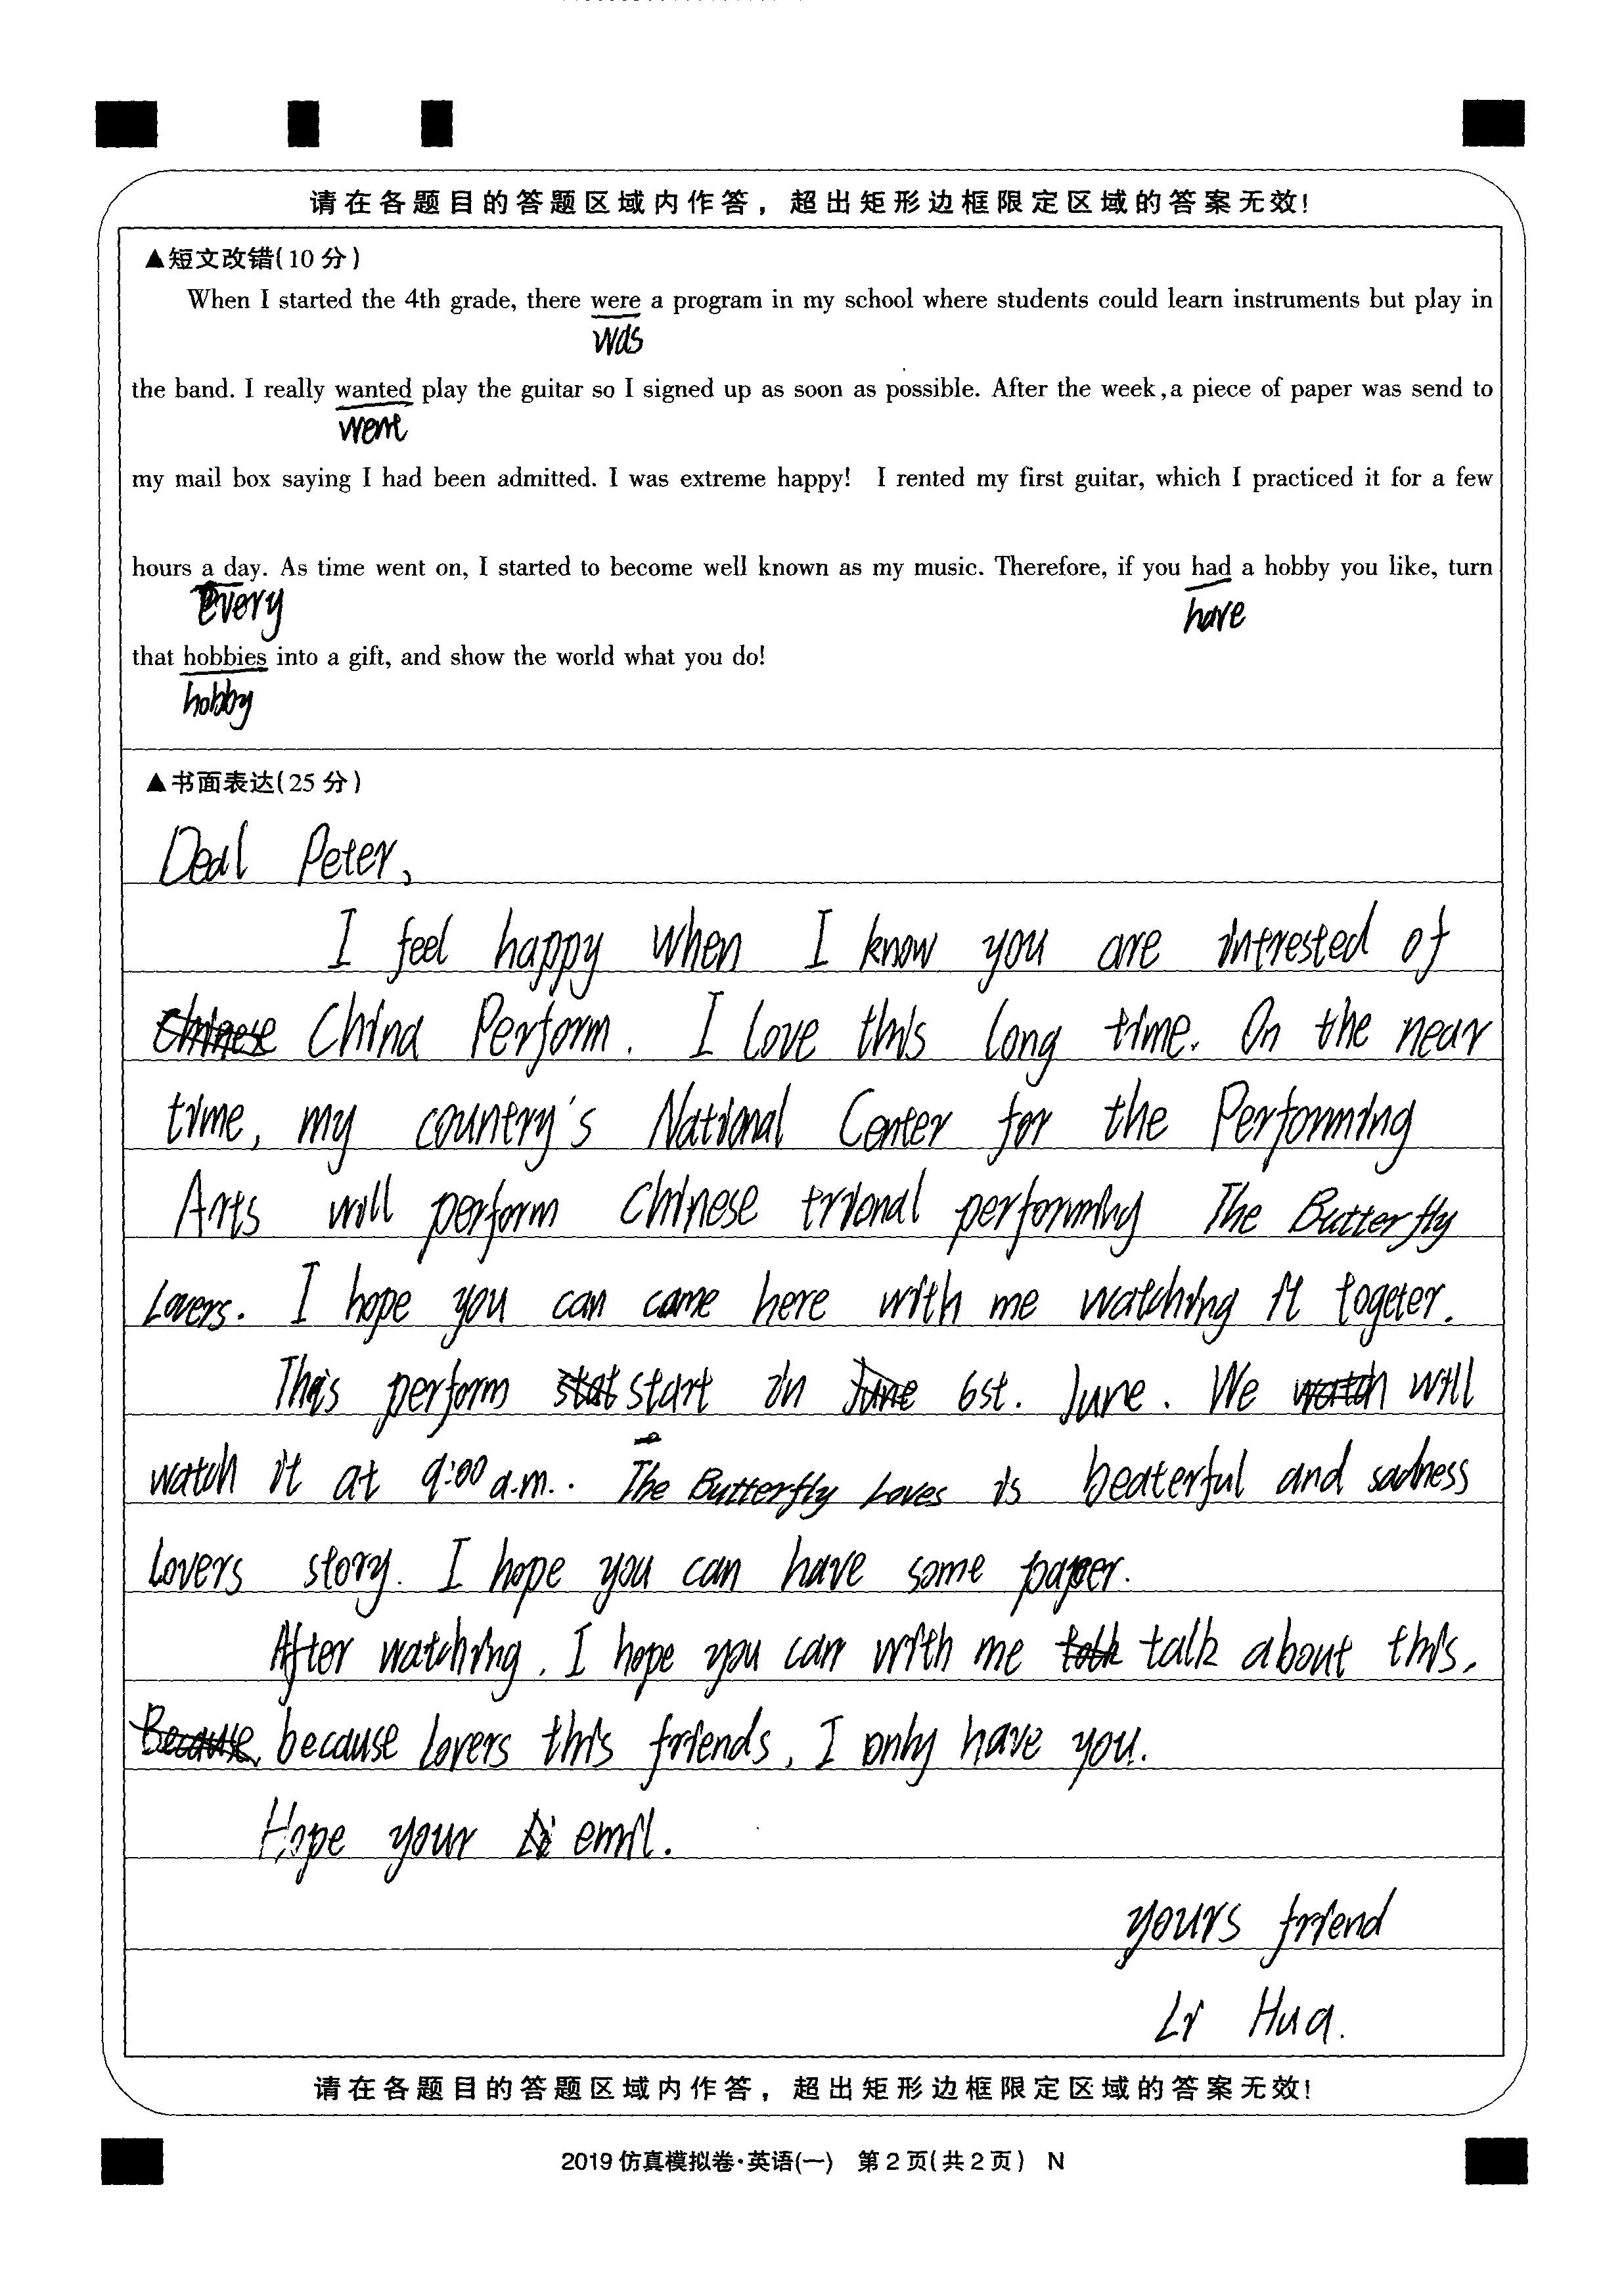 请在各题目的答题区域内作答，超出矩形边框限定区域的答案无效!
▲短文改错(10分)
When I started the 4th grade, there were a program in my school where students could learn instruments but play in
was
the band. I really wanted play the guitar so I signed up as soon as possible. After the week, a piece of paper was send to
went
my mail box saying I had been admitted. I was extreme happy! I rented my first guitar, which I practiced it for a few
hours a day. As time went on, I started to become well known as my music. Therefore, if you had a hobby you like, turn
every have
that hobbies into a gift, and show the world what you do!
hobby
▲书面表达(25分)
Deal Peter,
I feel happy when I know you are intrested of
Chinese China Perform. I love this long time. On the near
time, my country's National Center for the Performing
Arts will perform Chinese trional performing The Butterfly
Lovers. I hope you can came here with me watching it togeter.
This perform stat start in June 6st. June. We watch will
watch it at 9:00 a.m.. The Butterfly Loves is beaterful and sadness
lovers story. I hope you can have some paper.
After watching. I hope you can with me talk about this.
Because, because lovers this friends, I only have you.
Hope your emil.
yours friend
Li Hua.
请在各题目的答题区域内作答，超出矩形边框限定区域的答案无效!
2019仿真模拟卷·英语(一) 第2页(共2页) N